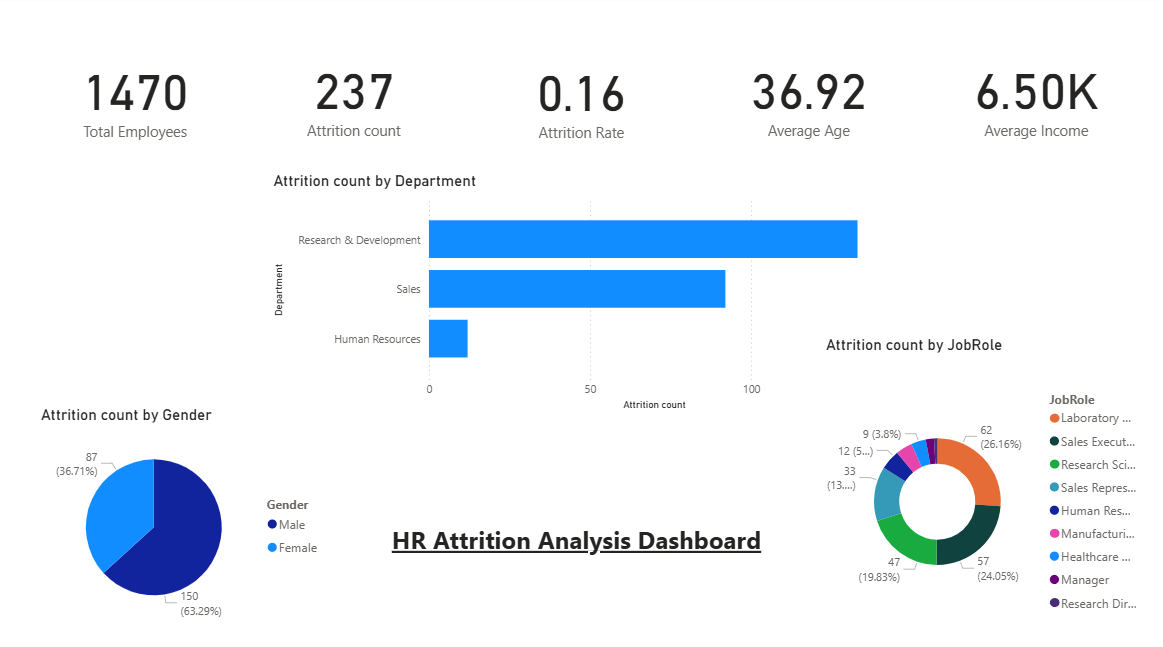 1470
Total Employees
237
Attrition count
0.16
Attrition Rate
36.92
Average Age
6.50K
Average Income
Attrition count by Department
Department
Research & Development
Sales
Human Resources
0
50
100
Attrition count
Attrition count by Gender
87
(36.71%)
150
(63.29%)
Gender
Male
Female
HR Attrition Analysis Dashboard
Attrition count by JobRole
62
(26.16%)
57
(24.05%)
47
(19.83%)
33
(13....)
12 (5...)
9 (3.8%)
JobRole
Laboratory ...
Sales Execut...
Research Sci...
Sales Repres...
Human Res...
Manufacturi...
Healthcare ...
Manager
Research Dir...